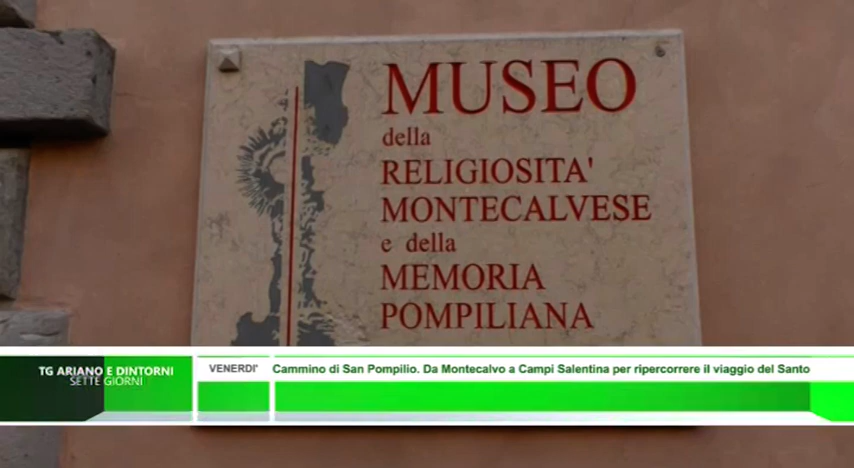 MUSEO
della
RELIGIOSITA'
MONTECALVESE
e della
MEMORIA
POMPILIANA
TG ARIANO E DINTORNI
SETTE GIORNI
VENERDI'
Cammino di San Pompilio. Da Montecalvo a Campi Salentina per ripercorrere il viaggio del Santo